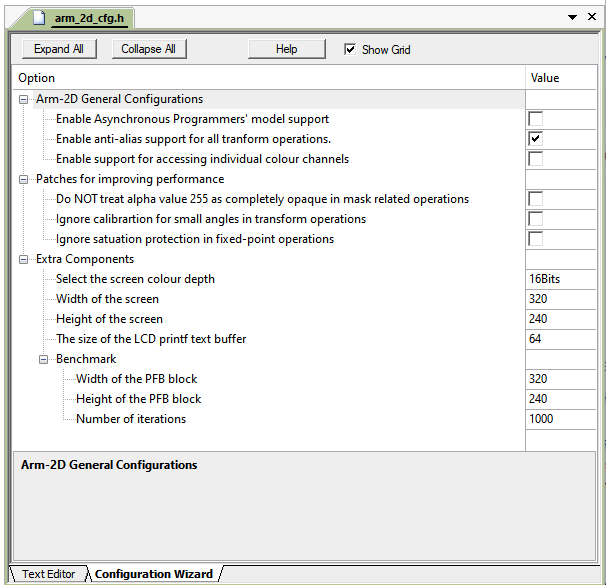 arm_2d_cfg.h
Expand All Collapse All Help Show Grid
Option Value
Arm-2D General Configurations
Enable Asynchronous Programmers' model support
Enable anti-alias support for all tranform operations.
Enable support for accessing individual colour channels
Patches for improving performance
Do NOT treat alpha value 255 as completely opaque in mask related operations
Ignore calibartion for small angles in transform operations
Ignore satuation protection in fixed-point operations
Extra Components
Select the screen colour depth 16Bits
Width of the screen 320
Height of the screen 240
The size of the LCD printf text buffer 64
Benchmark
Width of the PFB block 320
Height of the PFB block 240
Number of iterations 1000
Arm-2D General Configurations
Text Editor Configuration Wizard